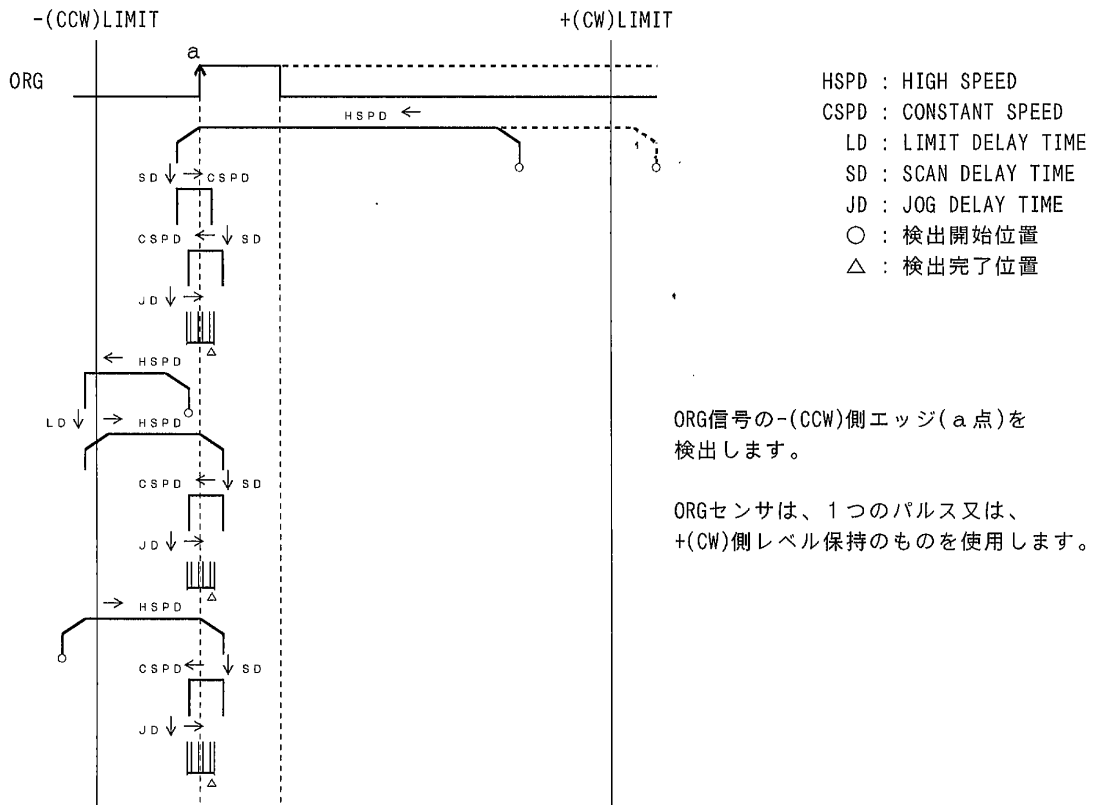 -(CCW)LIMIT
+(CW)LIMIT
a
ORG
HSPD ←
SD ↓ → CSPD
CSPD ← ↓ SD
JD ↓ →
△
← HSPD
LD ↓ → HSPD
CSPD ← ↓ SD
JD ↓ →
△
→ HSPD
CSPD ← ↓ SD
JD ↓ →
△
HSPD : HIGH SPEED
CSPD : CONSTANT SPEED
LD : LIMIT DELAY TIME
SD : SCAN DELAY TIME
JD : JOG DELAY TIME
○ : 検出開始位置
△ : 検出完了位置
ORG信号の-(CCW)側エッジ(a点)を
検出します。
ORGセンサは、1つのパルス又は、
+(CW)側レベル保持のものを使用します。